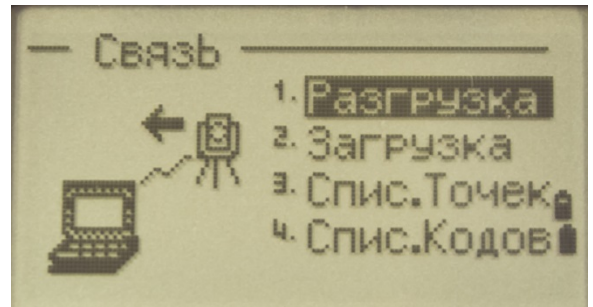 Связь
1. Разгрузка
2. Загрузка
3. Спис.Точек
4. Спис.Кодов